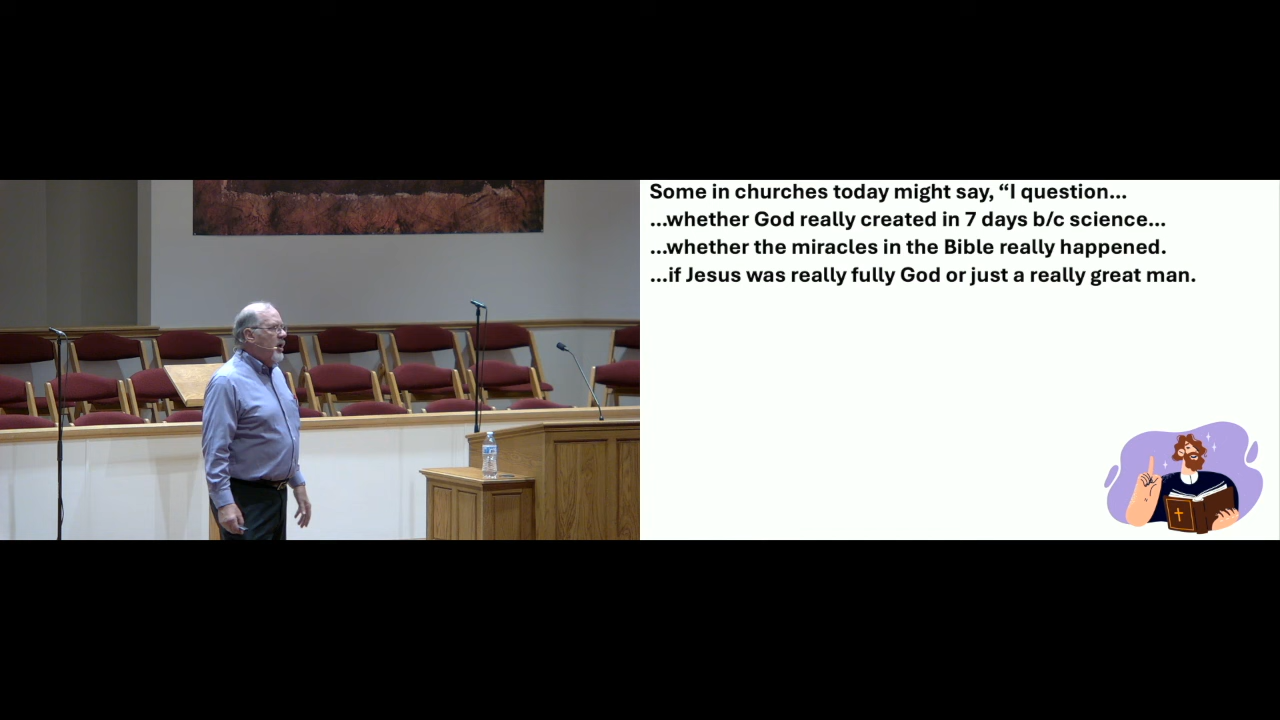 Some in churches today might say, “I question...
...whether God really created in 7 days b/c science...
...whether the miracles in the Bible really happened.
...if Jesus was really fully God or just a really great man.